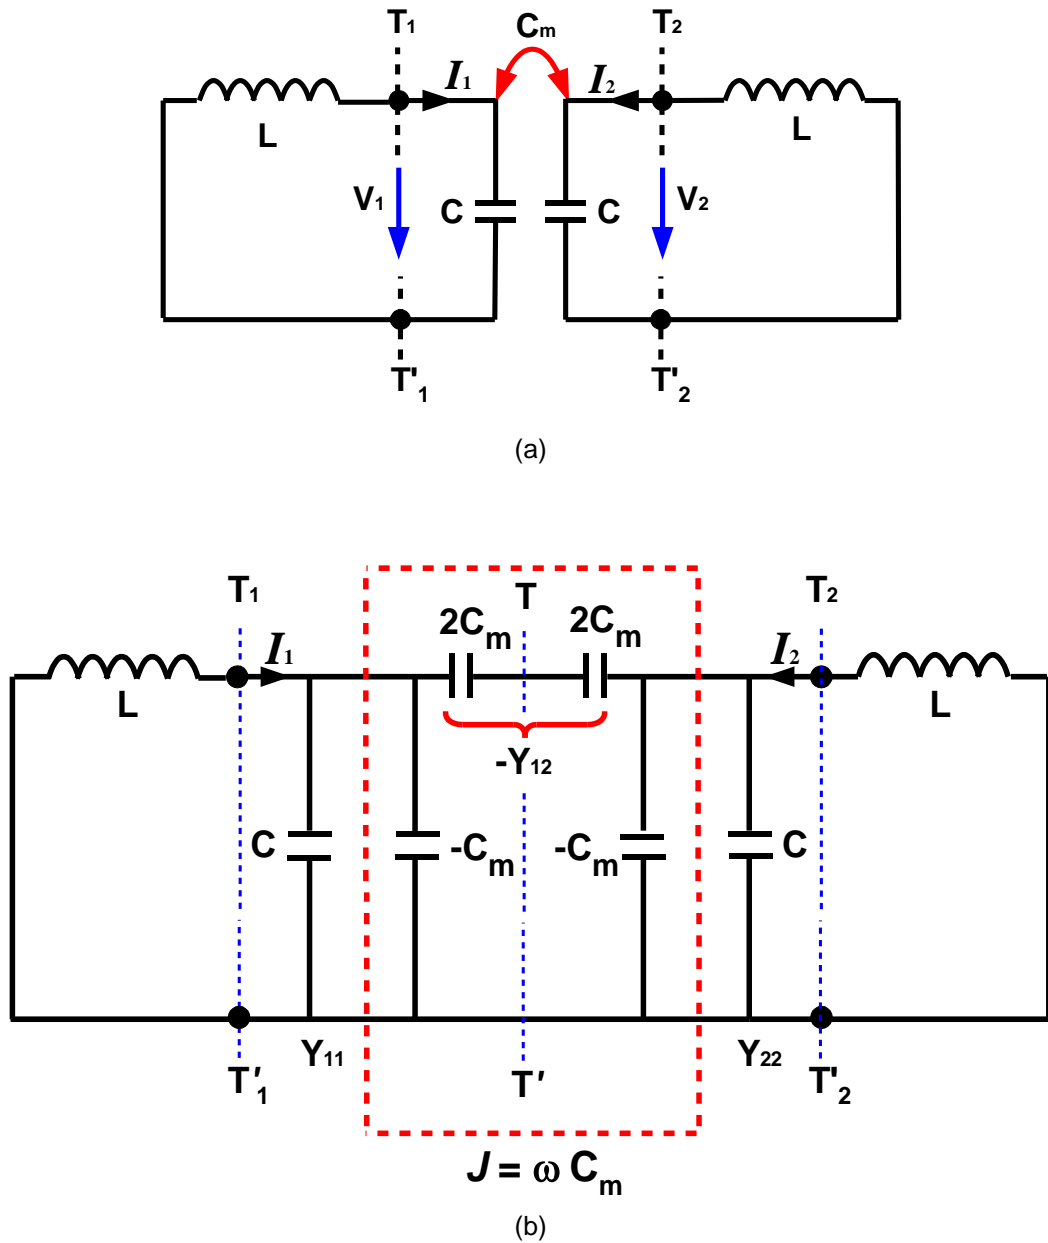 T1 Cm T2
I1 I2
L L
V1 C C V2
T'1 T'2
(a)
T1 T T2
2Cm 2Cm
I1 I2
L L
-Y12
C -Cm -Cm C
Y11 Y22
T'1 T' T'2
J = ω Cm
(b)